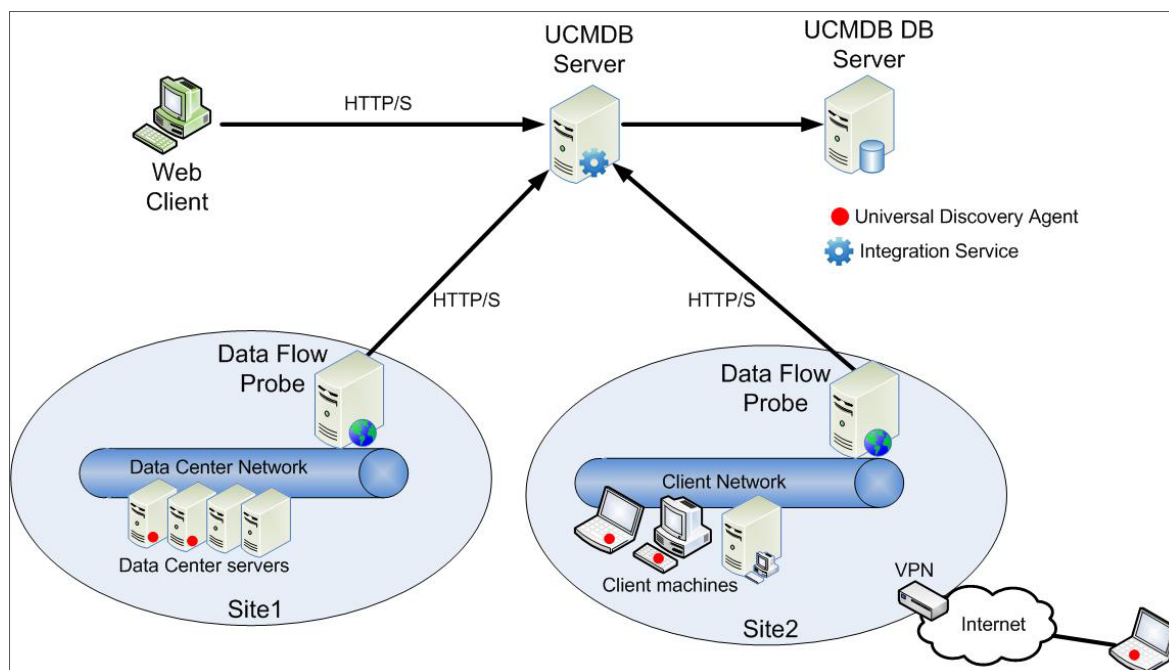 UCMDB
Server
UCMDB DB
Server
HTTP/S
Web
Client
Universal Discovery Agent
Integration Service
HTTP/S
HTTP/S
Data Flow
Probe
Data Flow
Probe
Data Center Network
Client Network
Data Center servers
Client machines
VPN
Site1
Site2
Internet